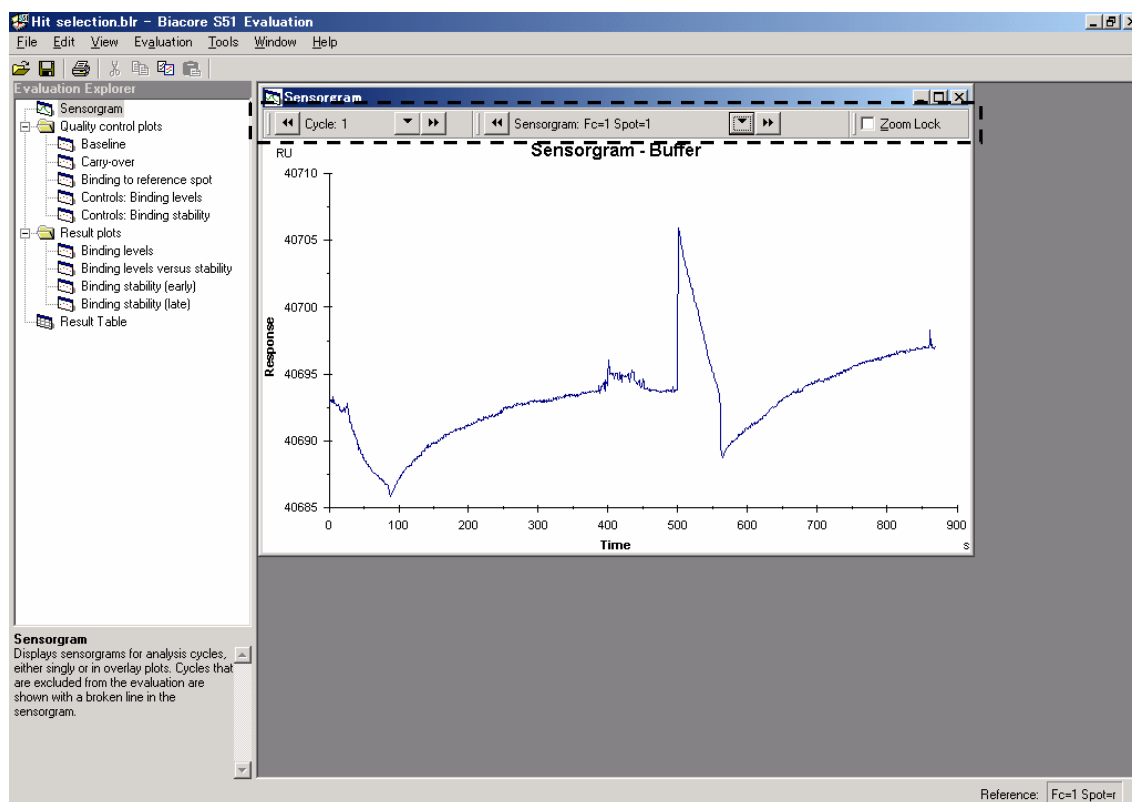 Hit selection.blr - Biacore S51 Evaluation
File Edit View Evaluation Tools Window Help
Evaluation Explorer
Sensorgram
Quality control plots
Baseline
Carry-over
Binding to reference spot
Controls: Binding levels
Controls: Binding stability
Result plots
Binding levels
Binding levels versus stability
Binding stability (early)
Binding stability (late)
Result Table
Sensorgram
Displays sensorgrams for analysis cycles,
either singly or in overlay plots. Cycles that
are excluded from the evaluation are
shown with a broken line in the
sensorgram.
Sensorgram
Cycle: 1 Sensorgram: Fc=1 Spot=1 Zoom Lock
RU Sensorgram - Buffer
40710
40705
40700
40695
40690
40685
Response
0 100 200 300 400 500 600 700 800 900
Time s
Reference: Fc=1 Spot=r